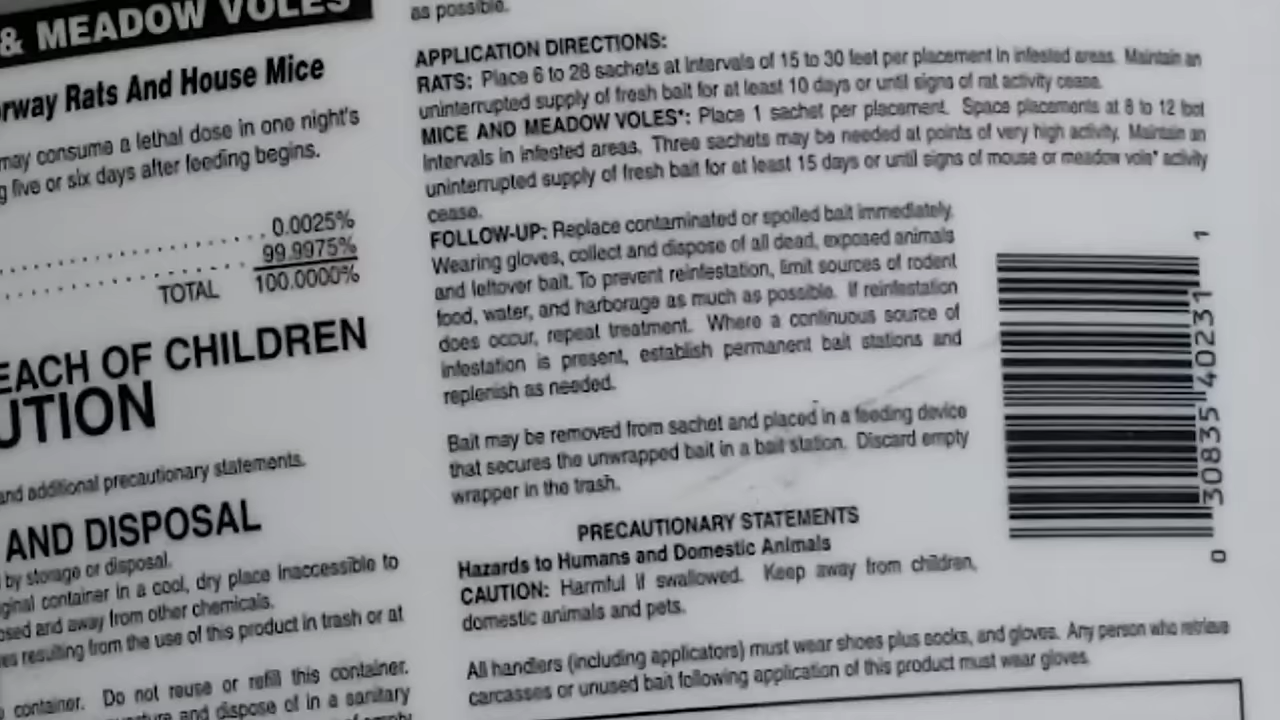 & MEADOW VOLES
rway Rats And House Mice
may consume a lethal dose in one night's
g five or six days after feeding begins.
0.0025%
99.9975%
TOTAL 100.0000%
EACH OF CHILDREN
UTION
and additional precautionary statements.
AND DISPOSAL
by storage or disposal.
ginal container in a cool, dry place inaccessible to
osed and away from other chemicals.
es resulting from the use of this product in trash or at
container. Do not reuse or refill this container.
and dispose of in a sanitary
as possible.
APPLICATION DIRECTIONS:
RATS: Place 6 to 28 sachets at intervals of 15 to 30 feet per placement in infested areas. Maintain an
uninterrupted supply of fresh bait for at least 10 days or until signs of rat activity cease.
MICE AND MEADOW VOLES*: Place 1 sachet per placement. Space placements at 8 to 12 foot
intervals in infested areas. Three sachets may be needed at points of very high activity. Maintain an
uninterrupted supply of fresh bait for at least 15 days or until signs of mouse or meadow vole* activity
cease.
FOLLOW-UP: Replace contaminated or spoiled bait immediately.
Wearing gloves, collect and dispose of all dead, exposed animals
and leftover bait. To prevent reinfestation, limit sources of rodent
food, water, and harborage as much as possible. If reinfestation
does occur, repeat treatment. Where a continuous source of
infestation is present, establish permanent bait stations and
replenish as needed.
Bait may be removed from sachet and placed in a feeding device
that secures the unwrapped bait in a bait station. Discard empty
wrapper in the trash.
PRECAUTIONARY STATEMENTS
Hazards to Humans and Domestic Animals
CAUTION: Harmful if swallowed. Keep away from children,
domestic animals and pets.
All handlers (including applicators) must wear shoes plus socks, and gloves. Any person who retrieve
carcasses or unused bait following application of this product must wear gloves.
0 30835 40231 1